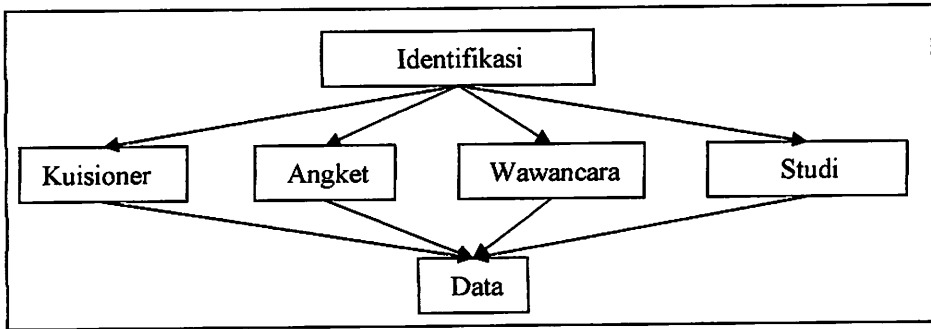 Identifikasi
Kuisioner
Angket
Wawancara
Studi
Data